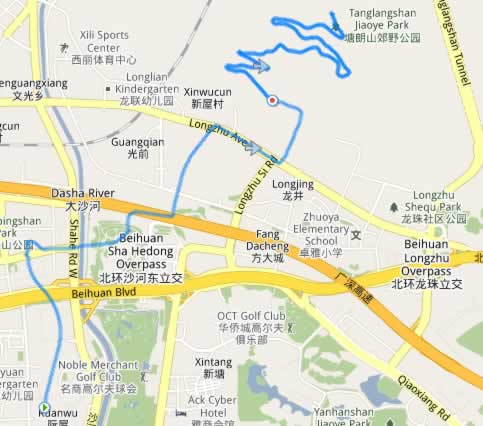 Tanglangshan
Jiaoye Park
塘朗山郊野公园
Xili Sports
Center
西丽体育中心
Longlian
Kindergarten
龙联幼儿园
Xinwucun
新屋村
enguangxiang
文光乡
Tanglangshan Tunnel
Longzhu Ave
Guangqian
光前
Longzhu Si Rd
Longjing
龙井
Dasha River
大沙河
Zhuoya
Elementary
School
卓雅小学
Longzhu
Shequ Park
龙珠社区公园
pingshan
Park
山公园
Shahe Rd W
Beihuan
Sha Hedong
Overpass
北环沙河东立交
Fang
Dacheng
方大城
Beihuan
Longzhu
Overpass
北环龙珠立交
广深高速
Beihuan Blvd
OCT Golf Club
华侨城高尔夫
俱乐部
Noble Merchant
Golf Club
名商高尔夫球会
Xintang
新塘
Qiaoxiang Rd
Ack Cyber
Hotel
Yanhanshan
Jiaoye Park